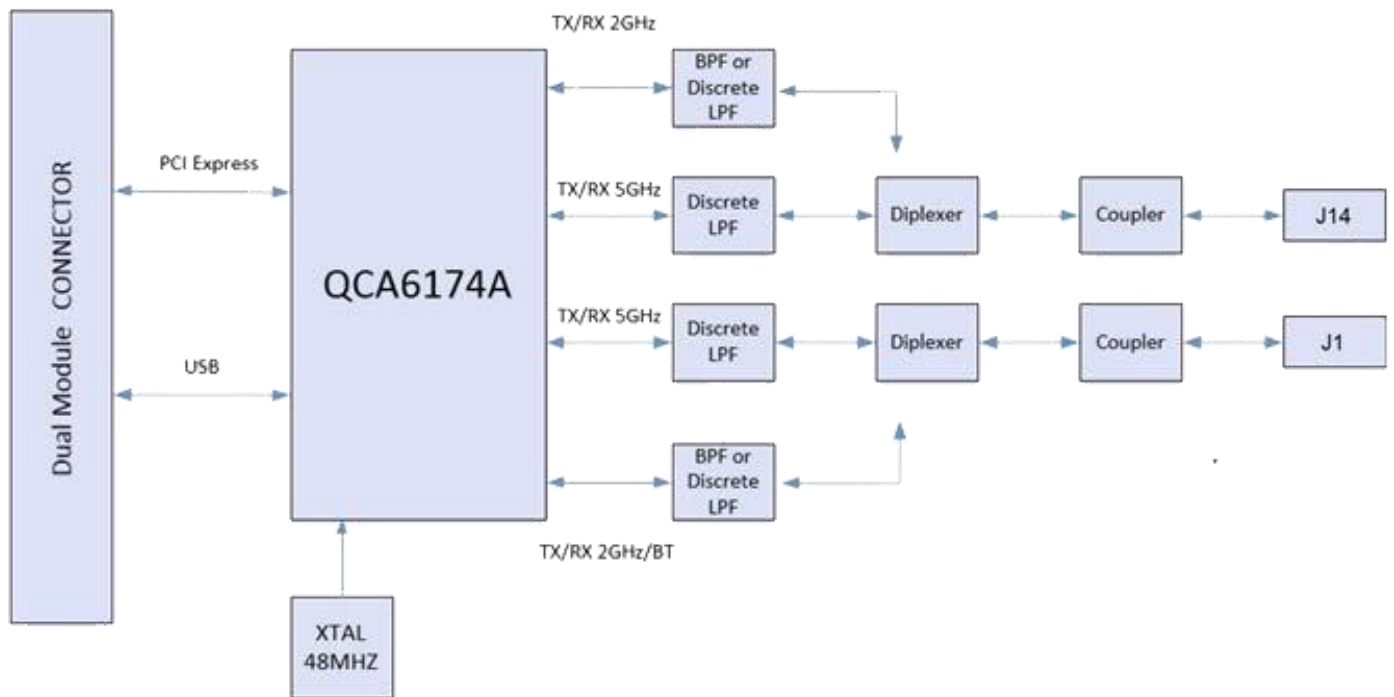 TX/RX 2GHz
BPF or
Discrete
LPF
PCI Express
TX/RX 5GHz
Discrete
LPF
Diplexer
Coupler
J14
Dual Module CONNECTOR
QCA6174A
TX/RX 5GHz
Discrete
LPF
Diplexer
Coupler
J1
USB
BPF or
Discrete
LPF
TX/RX 2GHz/BT
XTAL
48MHZ